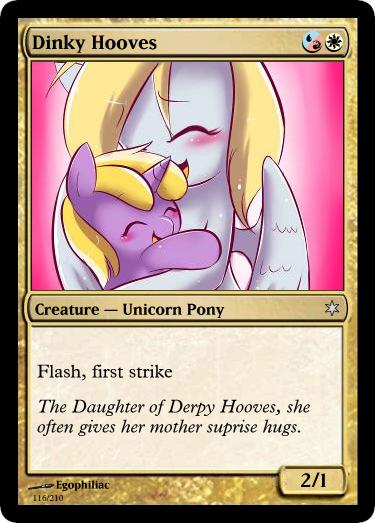 Dinky Hooves
Creature — Unicorn Pony
Flash, first strike
The Daughter of Derpy Hooves, she
often gives her mother suprise hugs.
Egophiliac
2/1
116/210